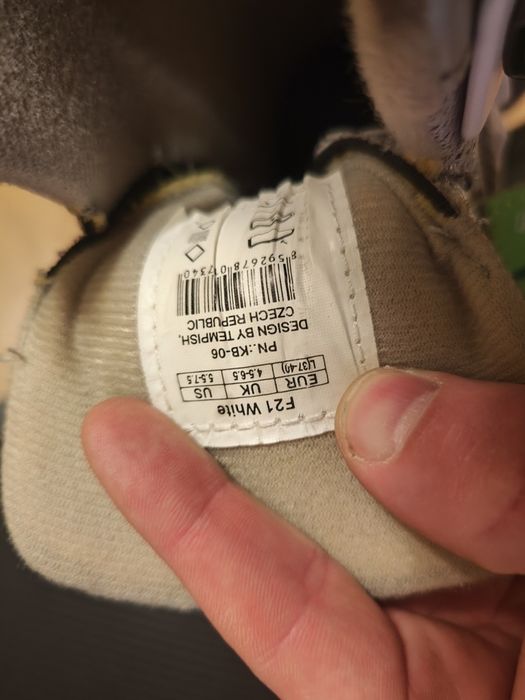 F21 White
EUR UK US
L(37-40) 4.5-6.5 5.5-7.5
PN.:KB-06
DESIGN BY TEMPISH,
CZECH REPUBLIC
8 592678 017340